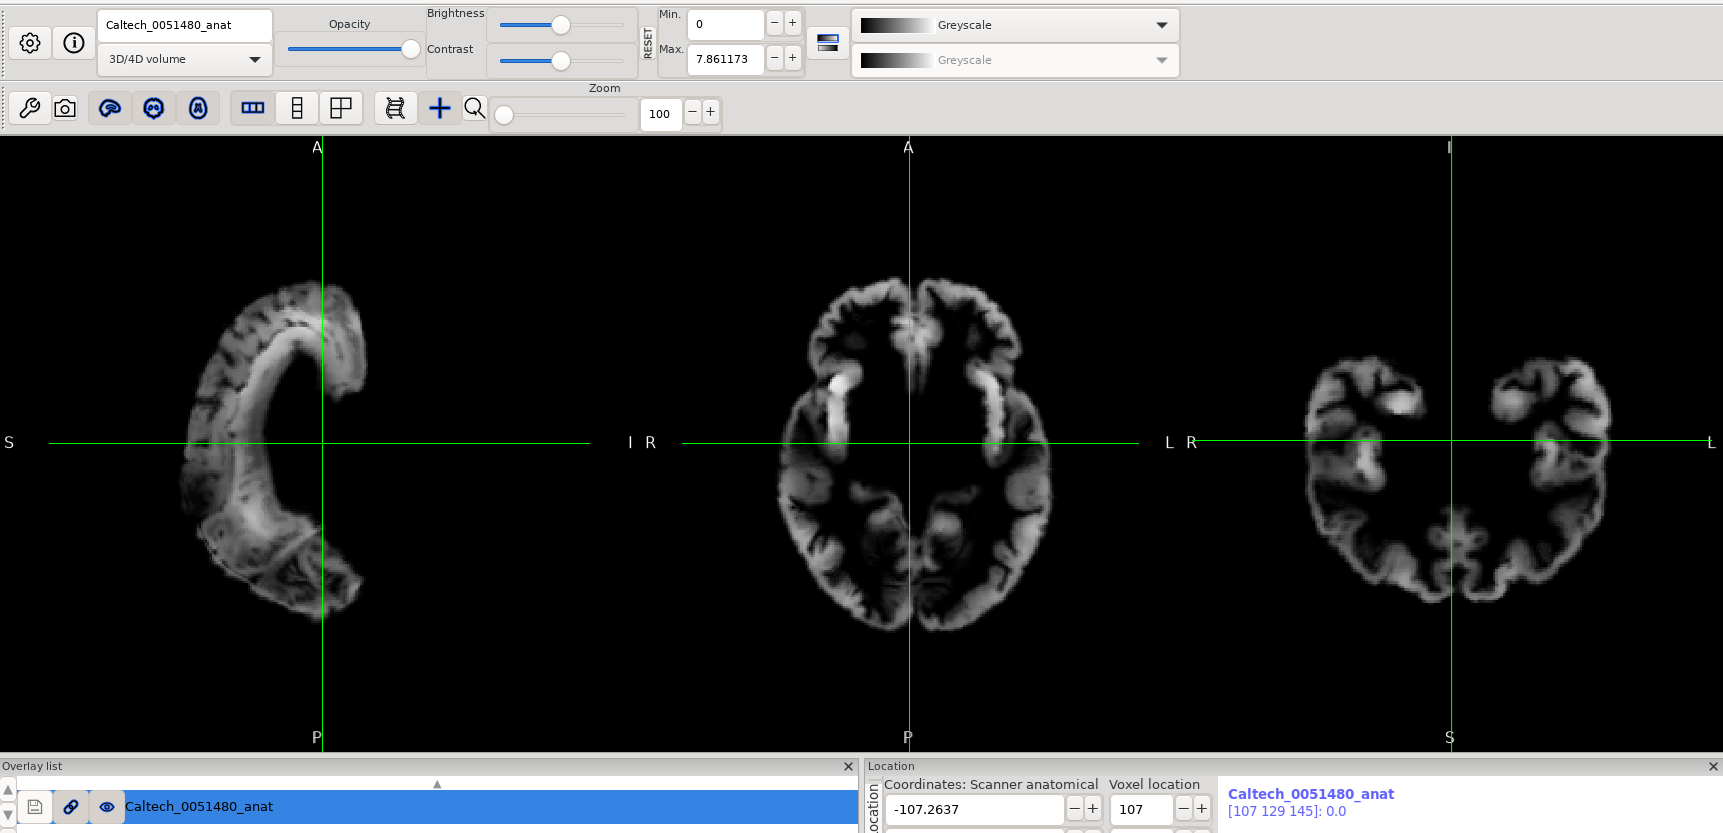 Caltech_0051480_anat
3D/4D volume
Opacity
Brightness
Contrast
RESET
Min.
0
Max.
7.861173
Greyscale
Greyscale
Zoom
100
A
A
I
S
I R
L R
L
P
P
S
Overlay list
Caltech_0051480_anat
Location
Location
Coordinates: Scanner anatomical
Voxel location
-107.2637
107
Caltech_0051480_anat
[107 129 145]: 0.0